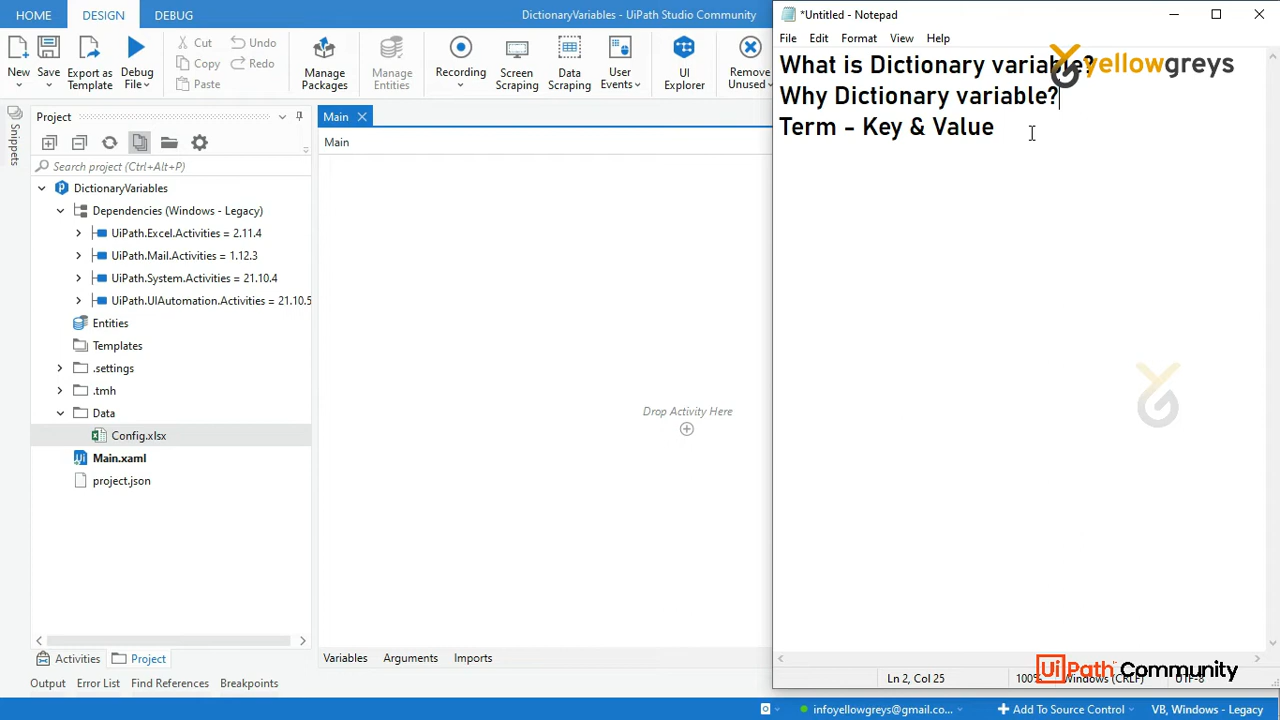 HOME
DESIGN
DEBUG
DictionaryVariables - UiPath Studio Community
*Untitled - Notepad
New
Save
Export as Template
Debug File
Cut
Copy
Paste
Undo
Redo
Manage Packages
Manage Entities
Recording
Screen Scraping
Data Scraping
User Events
UI Explorer
Remove Unused
File Edit Format View Help
What is Dictionary variable?
yellowgreys
Why Dictionary variable?
Term - Key & Value
Snippets
Project
Search project (Ctrl+Alt+P)
DictionaryVariables
Dependencies (Windows - Legacy)
UiPath.Excel.Activities = 2.11.4
UiPath.Mail.Activities = 1.12.3
UiPath.System.Activities = 21.10.4
UiPath.UIAutomation.Activities = 21.10.5
Entities
Templates
.settings
.tmh
Data
Config.xlsx
Main.xaml
project.json
Main
Main
Drop Activity Here
Activities
Project
Variables
Arguments
Imports
Output
Error List
Find References
Breakpoints
Ln 2, Col 25
100%
Windows (CRLF)
UTF-8
UiPath Community
infoyellowgreys@gmail.co...
Add To Source Control
VB, Windows - Legacy